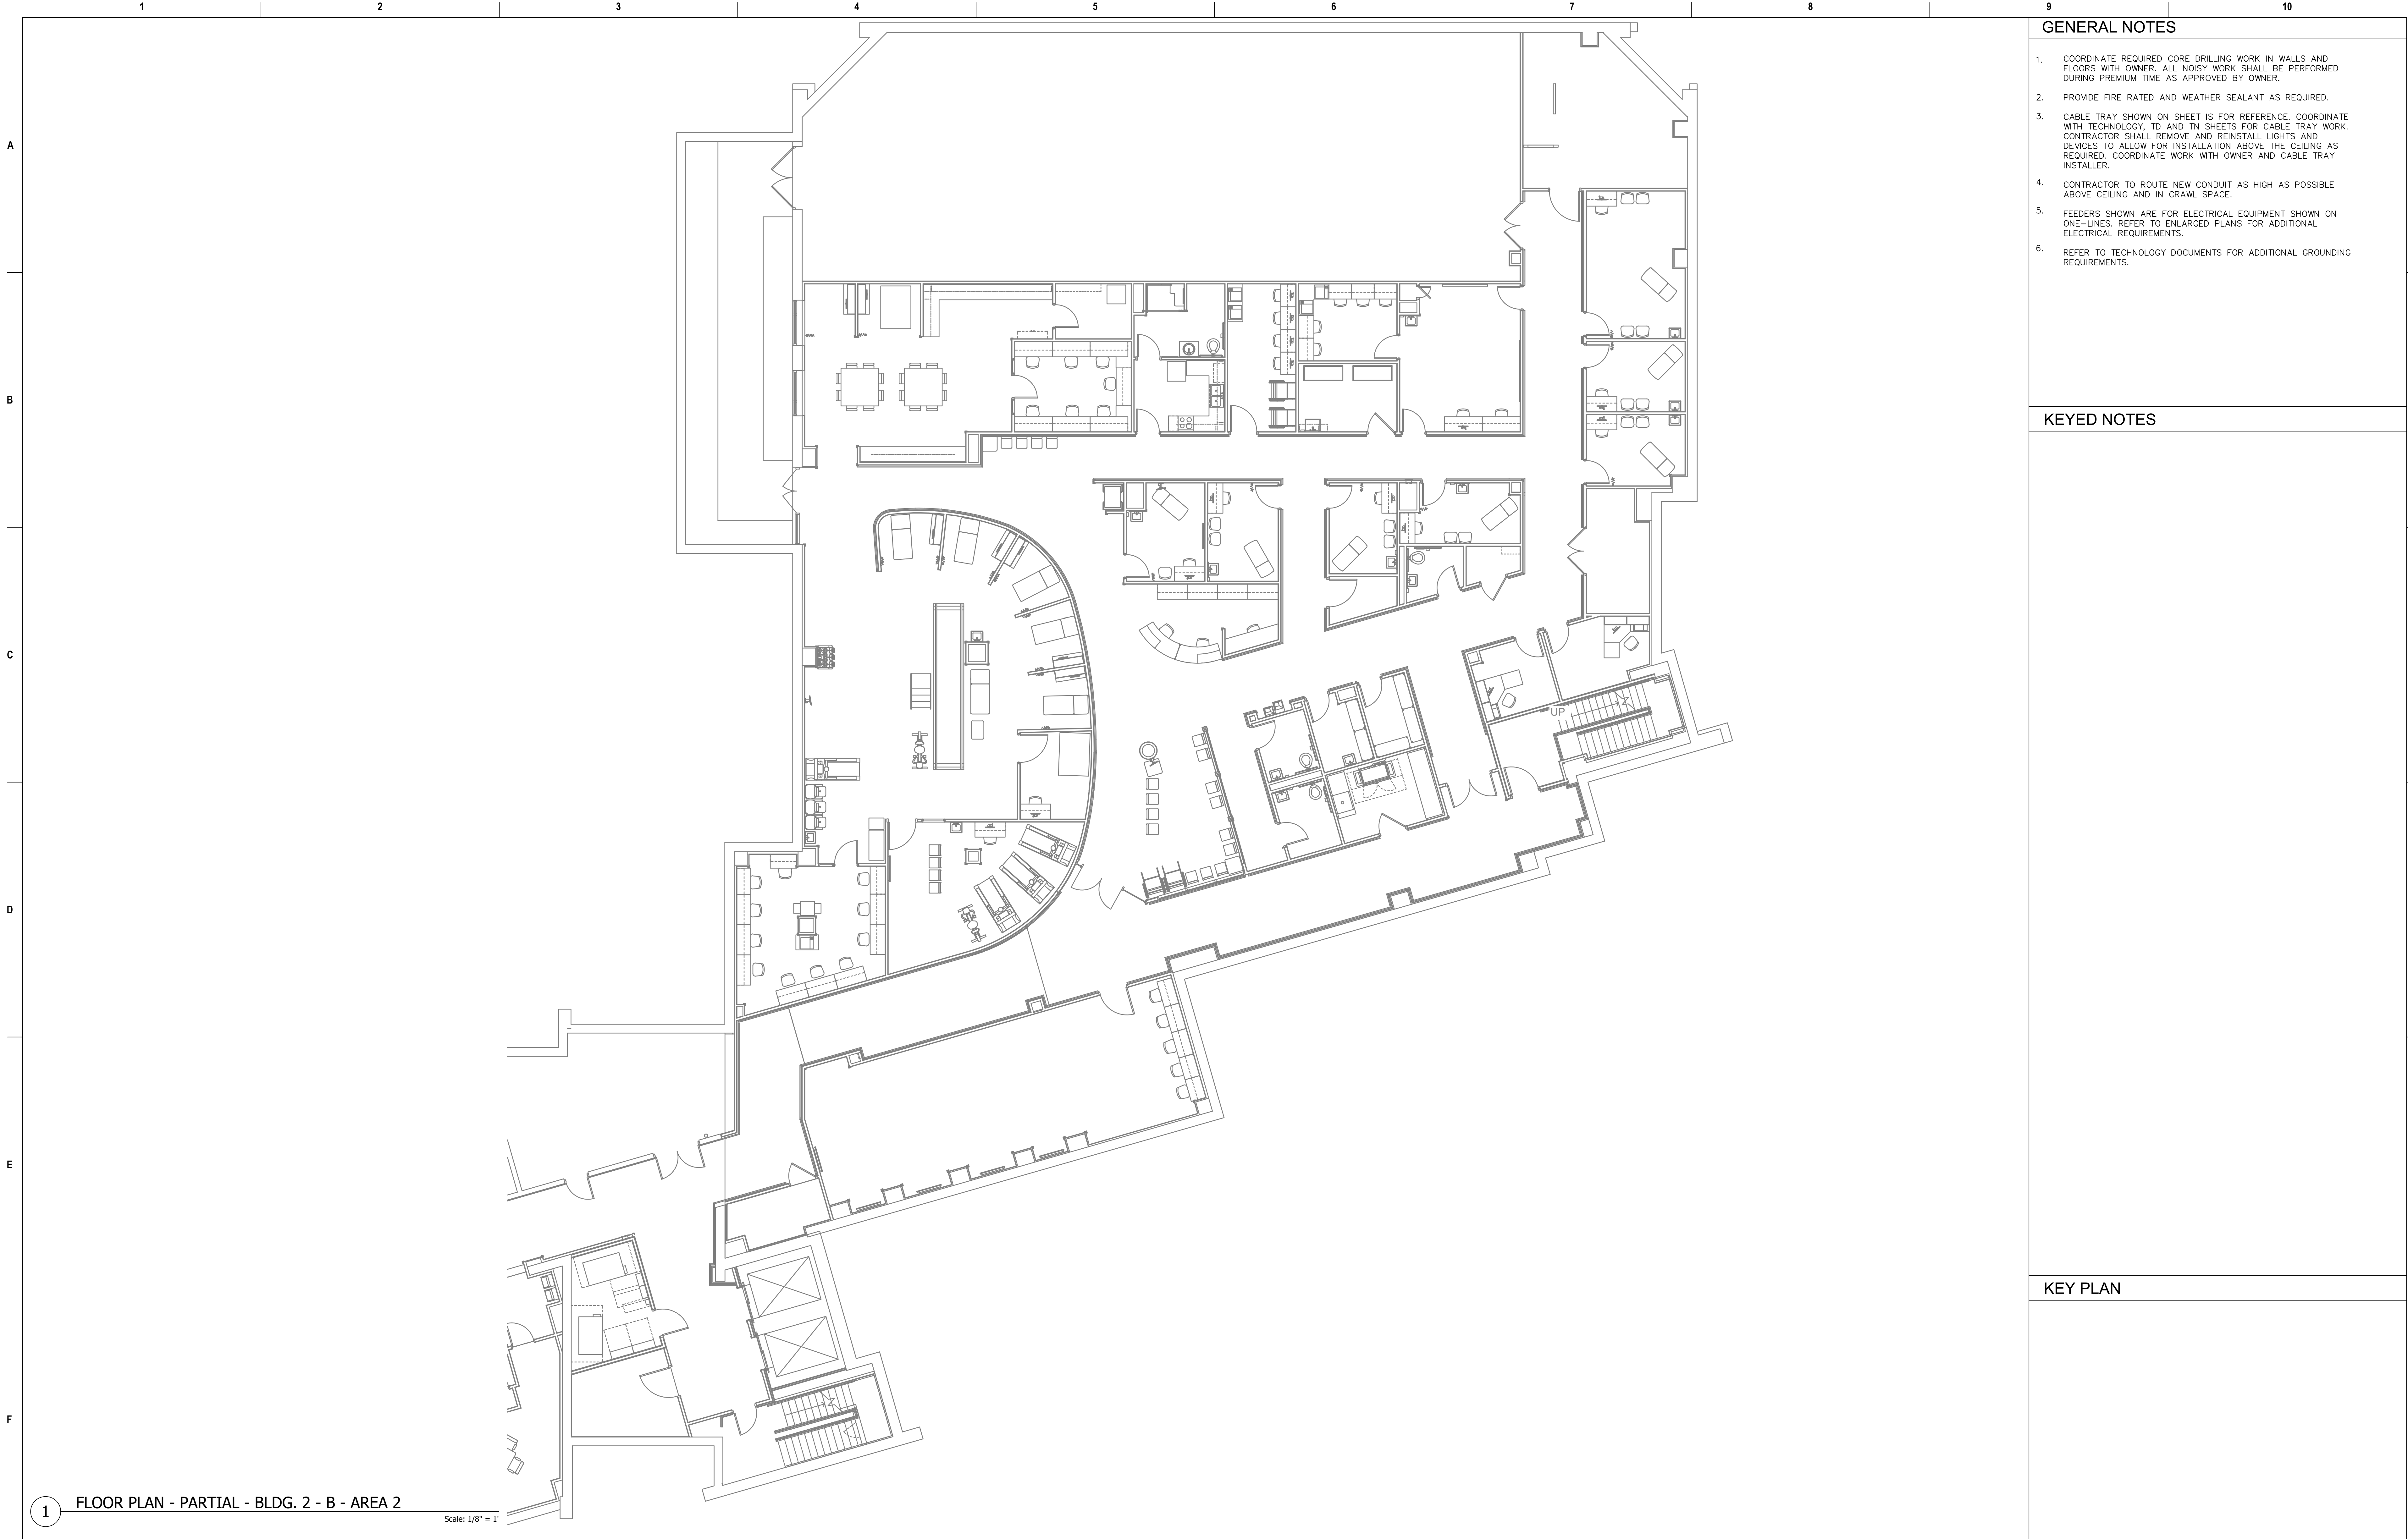 1 2 3 4 5 6 7 8 9 10
A
B
C
D
E
F
GENERAL NOTES
1. COORDINATE REQUIRED CORE DRILLING WORK IN WALLS AND
FLOORS WITH OWNER. ALL NOISY WORK SHALL BE PERFORMED
DURING PREMIUM TIME AS APPROVED BY OWNER.
2. PROVIDE FIRE RATED AND WEATHER SEALANT AS REQUIRED.
3. CABLE TRAY SHOWN ON SHEET IS FOR REFERENCE. COORDINATE
WITH TECHNOLOGY, TD AND TN SHEETS FOR CABLE TRAY WORK.
CONTRACTOR SHALL REMOVE AND REINSTALL LIGHTS AND
DEVICES TO ALLOW FOR INSTALLATION ABOVE THE CEILING AS
REQUIRED. COORDINATE WORK WITH OWNER AND CABLE TRAY
INSTALLER.
4. CONTRACTOR TO ROUTE NEW CONDUIT AS HIGH AS POSSIBLE
ABOVE CEILING AND IN CRAWL SPACE.
5. FEEDERS SHOWN ARE FOR ELECTRICAL EQUIPMENT SHOWN ON
ONE-LINES. REFER TO ENLARGED PLANS FOR ADDITIONAL
ELECTRICAL REQUIREMENTS.
6. REFER TO TECHNOLOGY DOCUMENTS FOR ADDITIONAL GROUNDING
REQUIREMENTS.
KEYED NOTES
KEY PLAN
UP
1 FLOOR PLAN - PARTIAL - BLDG. 2 - B - AREA 2
Scale: 1/8" = 1'